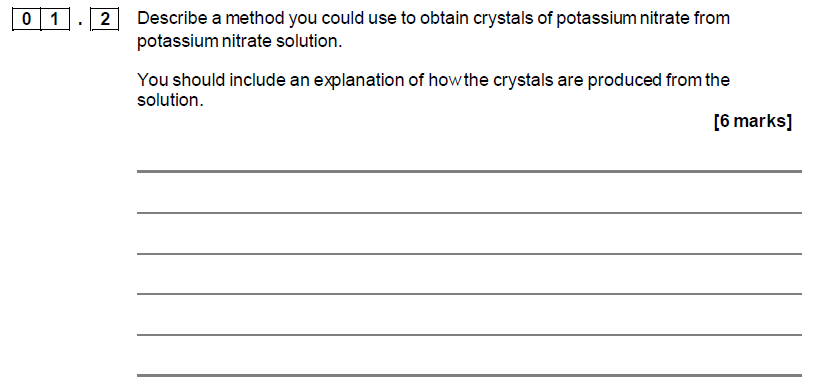 0 1 . 2 Describe a method you could use to obtain crystals of potassium nitrate from
potassium nitrate solution.
You should include an explanation of how the crystals are produced from the
solution.
[6 marks]